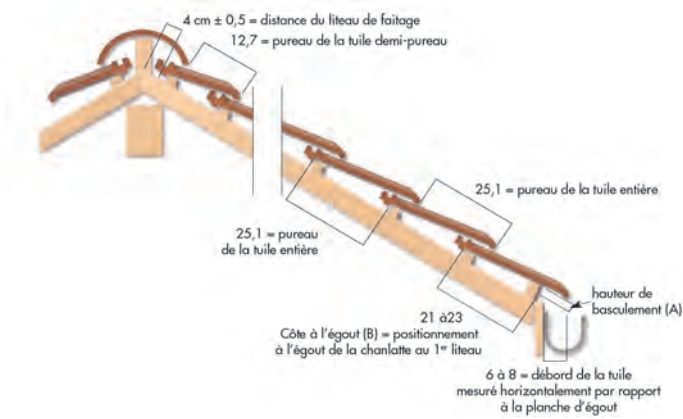 4 cm ± 0,5 = distance du liteau de faitage
12,7 = pureau de la tuile demi-pureau
25,1 = pureau de la tuile entière
25,1 = pureau
de la tuile entière
hauteur de
basculement (A)
21 à23
Côte à l'égout (B) = positionnement
à l'égout de la chanlatte au 1er liteau
6 à 8 = débord de la tuile
mesuré horizontalement par rapport
à la planche d'égout